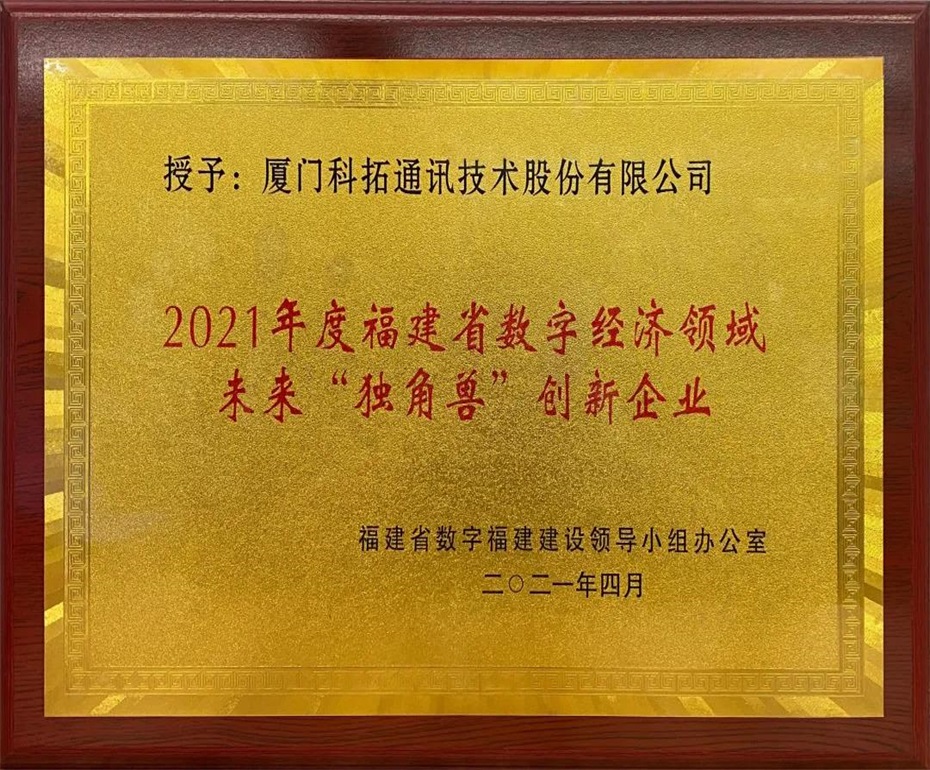 授予：厦门科拓通讯技术股份有限公司
2021年度福建省数字经济领域
未来“独角兽”创新企业
福建省数字福建建设领导小组办公室
二〇二一年四月